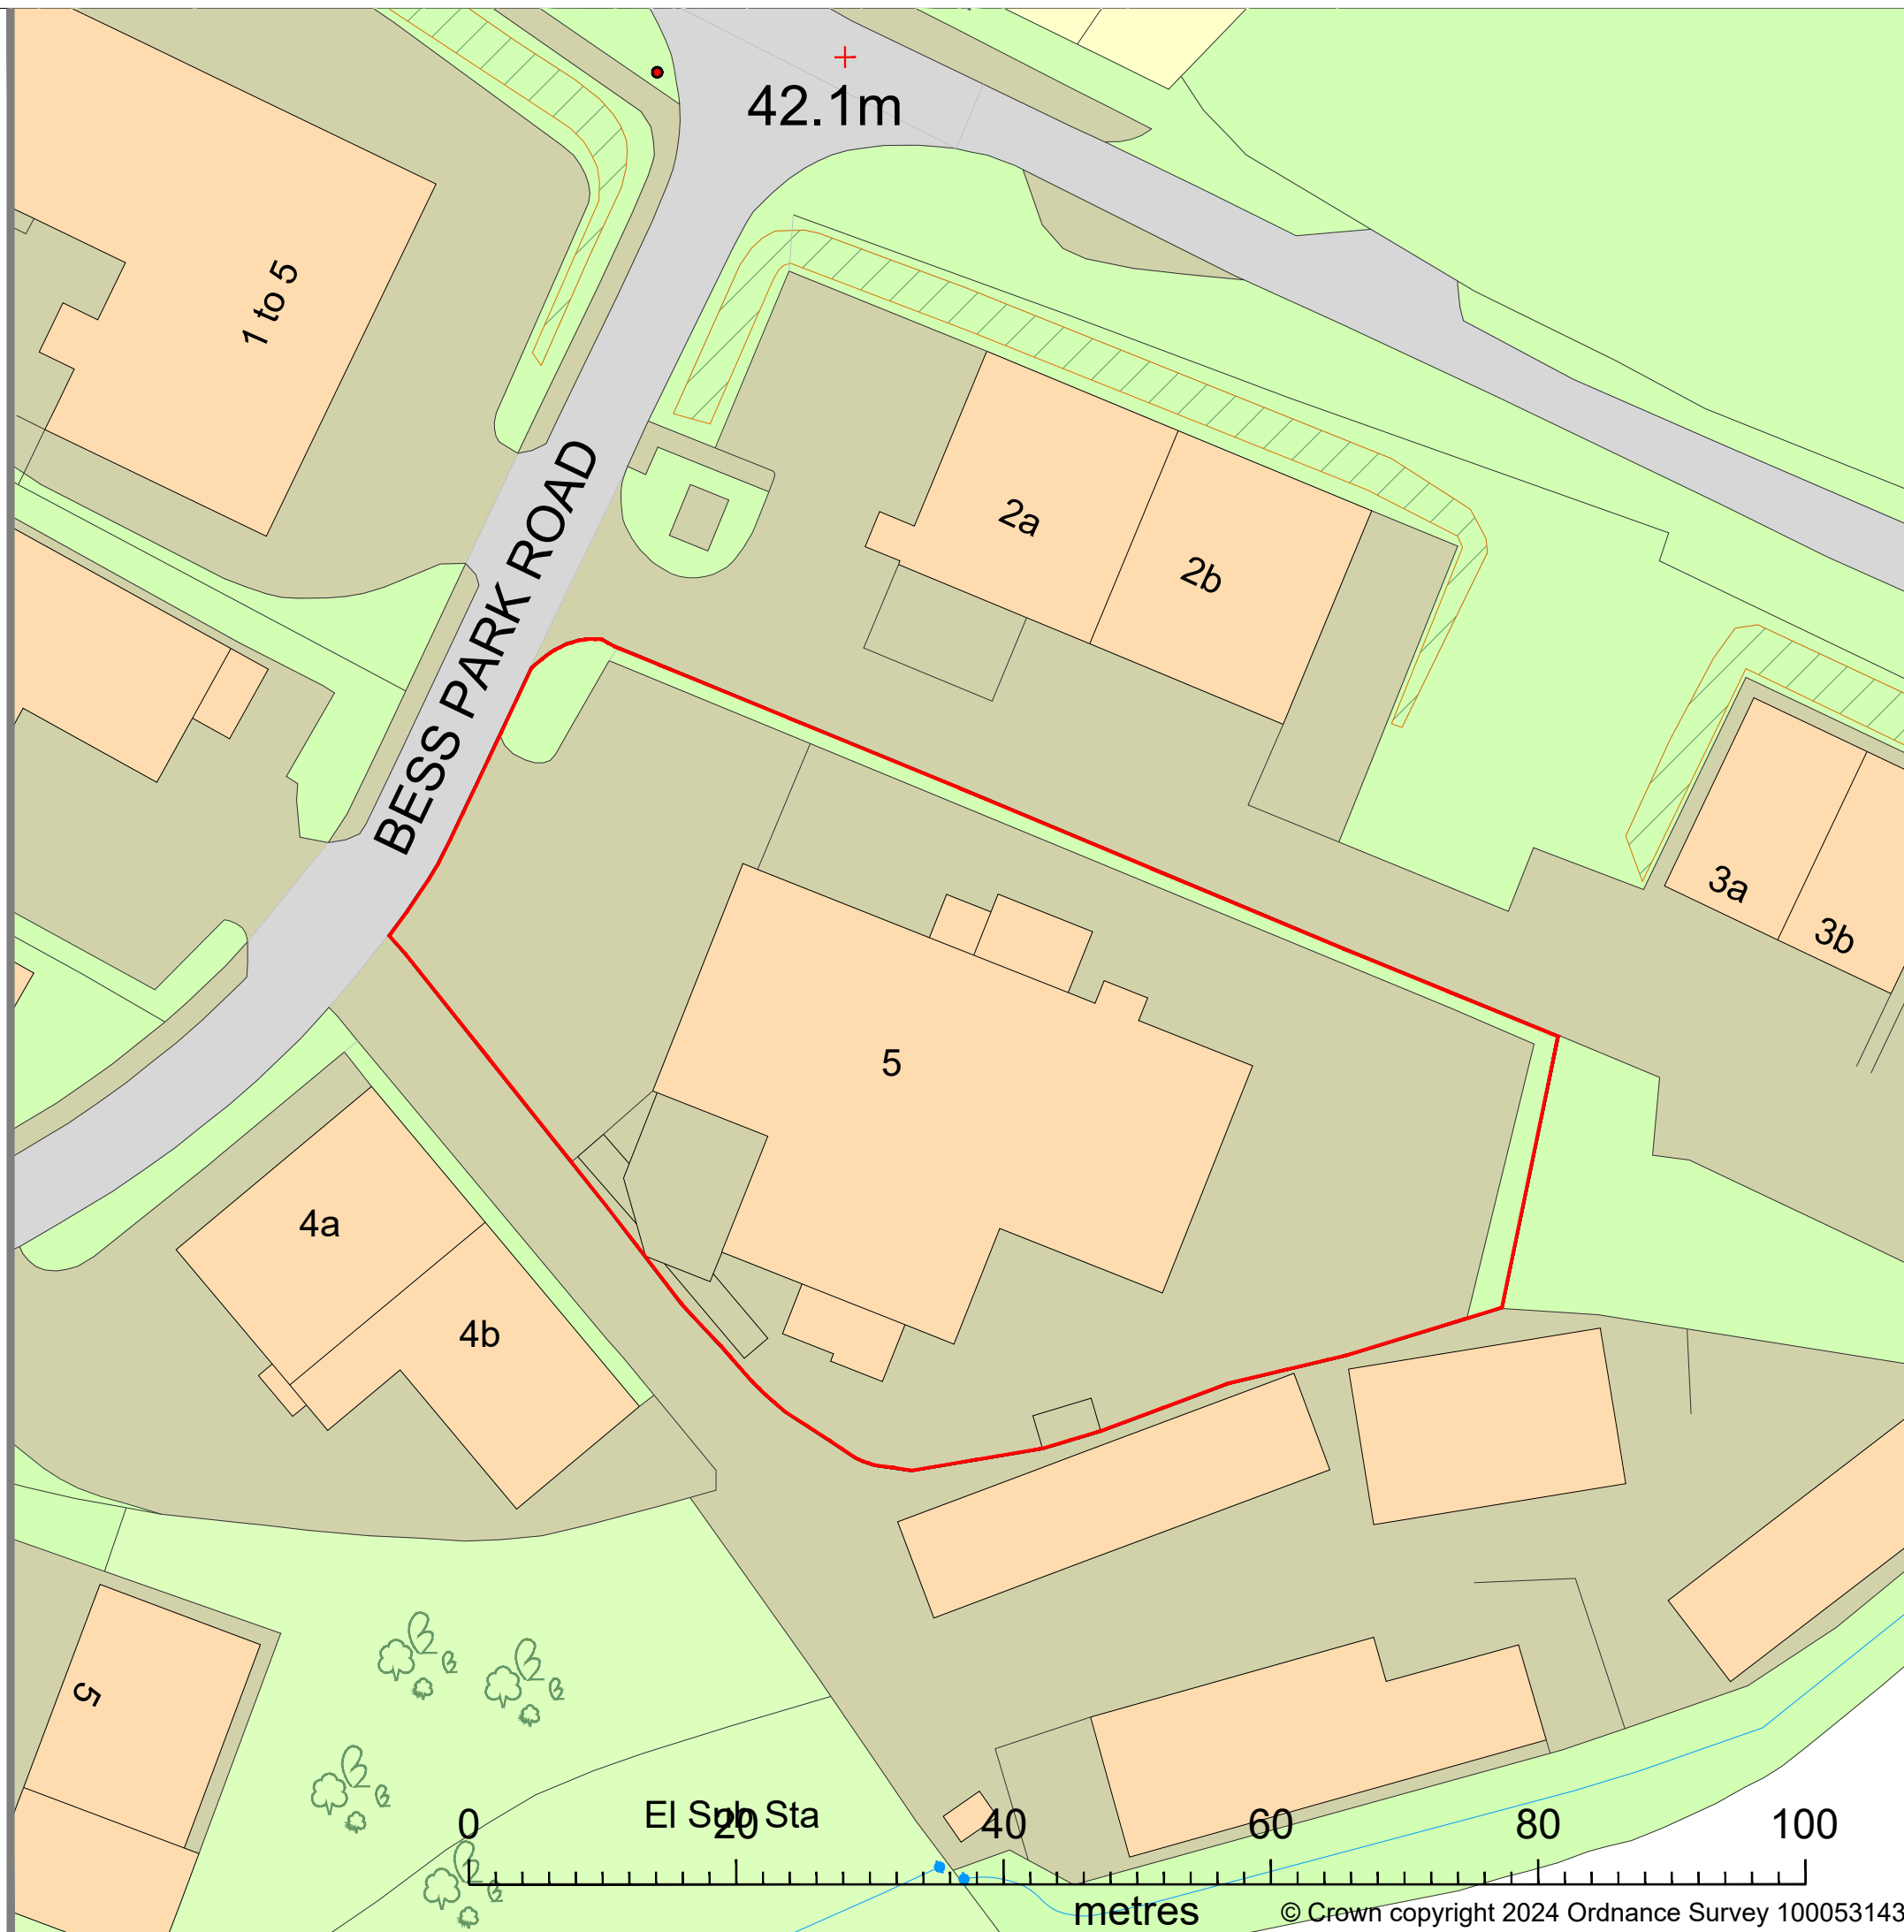 42.1m
1 to 5
BESS PARK ROAD
2a
2b
3a
3b
5
4a
4b
5
El Sub Sta
0 20 40 60 80 100
metres
© Crown copyright 2024 Ordnance Survey 100053143